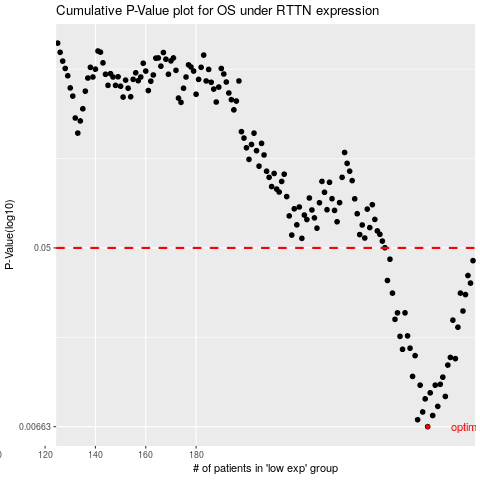 Cumulative P-Value plot for OS under RTTN expression
P-Value(log10)
0.05
0.00663
optim
0
120
140
160
180
# of patients in 'low exp' group